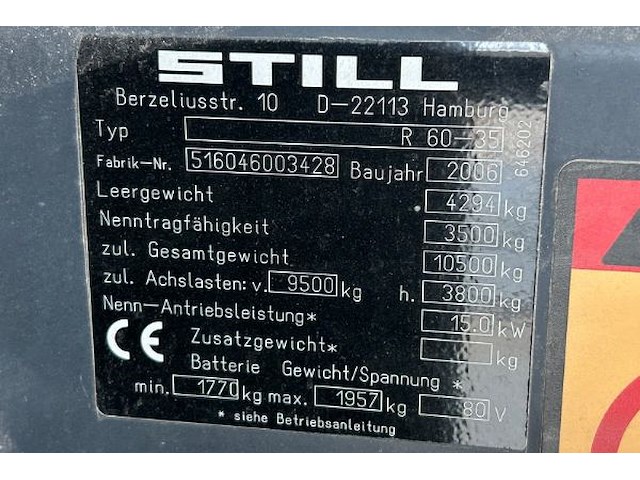 STILL
Berzeliusstr. 10 D-22113 Hamburg
Typ R 60-35
Fabrik-Nr. 516046003428 Baujahr 2006
Leergewicht 4294 kg
Nenntragfähigkeit 3500 kg
zul. Gesamtgewicht 10500 kg
zul. Achslasten: v. 9500 kg h. 3800 kg
Nenn-Antriebsleistung* 15.0 kW
CE Zusatzgewicht* kg
Batterie Gewicht/Spannung *
min. 1770 kg max. 1957 kg 80 V
* siehe Betriebsanleitung
646202